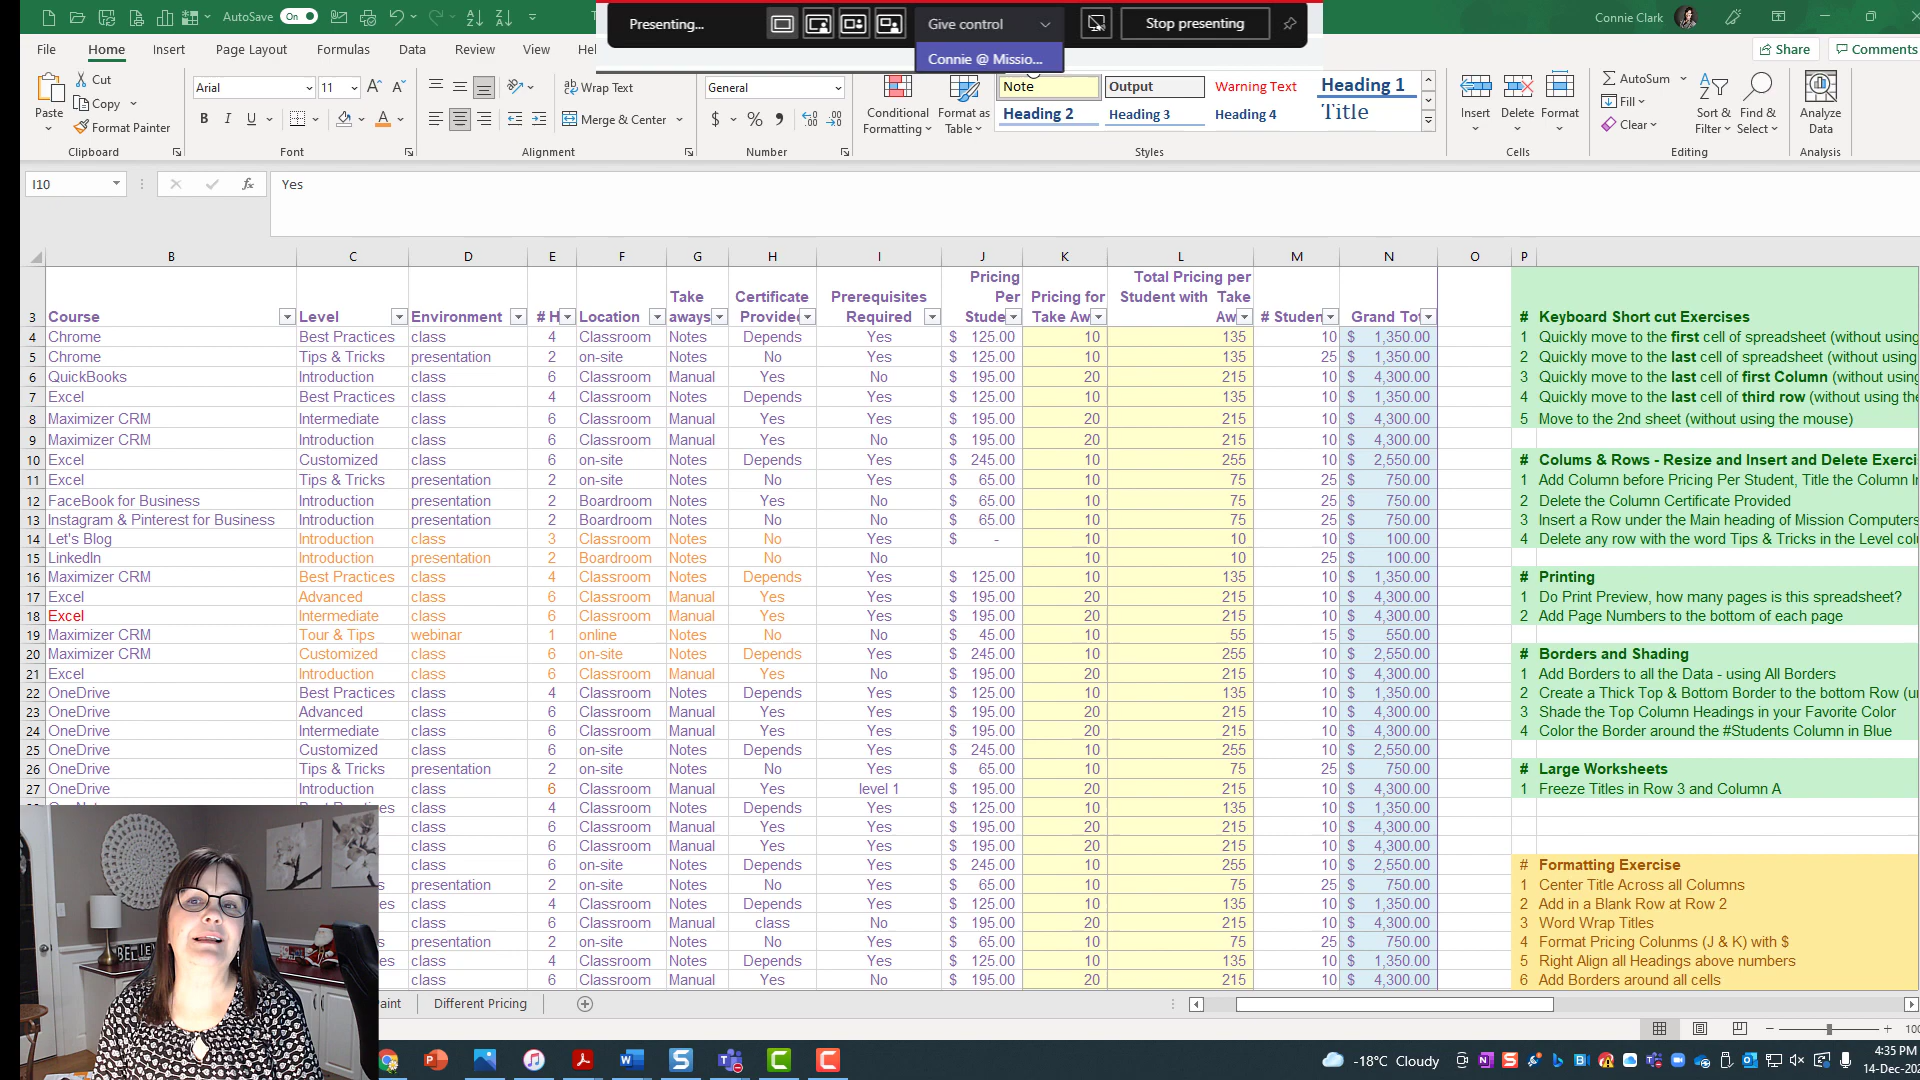 AutoSave On Presenting... Give control Stop presenting Connie Clark
Connie @ Missio...
File Home Insert Page Layout Formulas Data Review View Hel Share Comments
Paste Cut Copy Format Painter Clipboard
Arial 11 B I U Font
Wrap Text Merge & Center Alignment
General $ % Number
Conditional Formatting Format as Table Note Output Warning Text Heading 1
Heading 2 Heading 3 Heading 4 Title Styles
Insert Delete Format Cells
AutoSum Fill Clear Sort & Filter Find & Select Editing
Analyze Data Analysis
I10 fx Yes
B C D E F G H I J K L M N O P
3 Course Level Environment # H Location Take aways Certificate Provided Prerequisites Required Pricing Per Stude Pricing for Take Aw Total Pricing per Student with Take Aw # Studen Grand Tot # Keyboard Short cut Exercises
4 Chrome Best Practices class 4 Classroom Notes Depends Yes $ 125.00 10 135 10 $ 1,350.00 1 Quickly move to the first cell of spreadsheet (without using
5 Chrome Tips & Tricks presentation 2 on-site Notes No Yes $ 125.00 10 135 25 $ 1,350.00 2 Quickly move to the last cell of spreadsheet (without using
6 QuickBooks Introduction class 6 Classroom Manual Yes No $ 195.00 20 215 10 $ 4,300.00 3 Quickly move to the last cell of first Column (without using
7 Excel Best Practices class 4 Classroom Notes Depends Yes $ 125.00 10 135 10 $ 1,350.00 4 Quickly move to the last cell of third row (without using the
8 Maximizer CRM Intermediate class 6 Classroom Manual Yes Yes $ 195.00 20 215 10 $ 4,300.00 5 Move to the 2nd sheet (without using the mouse)
9 Maximizer CRM Introduction class 6 Classroom Manual Yes No $ 195.00 20 215 10 $ 4,300.00
10 Excel Customized class 6 on-site Notes Depends Yes $ 245.00 10 255 10 $ 2,550.00 # Colums & Rows - Resize and Insert and Delete Exerci
11 Excel Tips & Tricks presentation 2 on-site Notes No Yes $ 65.00 10 75 25 $ 750.00 1 Add Column before Pricing Per Student, Title the Column In
12 FaceBook for Business Introduction presentation 2 Boardroom Notes Yes No $ 65.00 10 75 25 $ 750.00 2 Delete the Column Certificate Provided
13 Instagram & Pinterest for Business Introduction presentation 2 Boardroom Notes No No $ 65.00 10 75 25 $ 750.00 3 Insert a Row under the Main heading of Mission Computers
14 Let's Blog Introduction class 3 Classroom Notes No Yes $ - 10 10 10 $ 100.00 4 Delete any row with the word Tips & Tricks in the Level col
15 LinkedIn Introduction presentation 2 Boardroom Notes No No 10 10 25 $ 100.00
16 Maximizer CRM Best Practices class 4 Classroom Notes Depends Yes $ 125.00 10 135 10 $ 1,350.00 # Printing
17 Excel Advanced class 6 Classroom Manual Yes Yes $ 195.00 20 215 10 $ 4,300.00 1 Do Print Preview, how many pages is this spreadsheet?
18 Excel Intermediate class 6 Classroom Manual Yes Yes $ 195.00 20 215 10 $ 4,300.00 2 Add Page Numbers to the bottom of each page
19 Maximizer CRM Tour & Tips webinar 1 online Notes No No $ 45.00 10 55 15 $ 550.00
20 Maximizer CRM Customized class 6 on-site Notes Depends Yes $ 245.00 10 255 10 $ 2,550.00 # Borders and Shading
21 Excel Introduction class 6 Classroom Manual Yes No $ 195.00 20 215 10 $ 4,300.00 1 Add Borders to all the Data - using All Borders
22 OneDrive Best Practices class 4 Classroom Notes Depends Yes $ 125.00 10 135 10 $ 1,350.00 2 Create a Thick Top & Bottom Border to the bottom Row (u
23 OneDrive Advanced class 6 Classroom Manual Yes Yes $ 195.00 20 215 10 $ 4,300.00 3 Shade the Top Column Headings in your Favorite Color
24 OneDrive Intermediate class 6 Classroom Manual Yes Yes $ 195.00 20 215 10 $ 4,300.00 4 Color the Border around the #Students Column in Blue
25 OneDrive Customized class 6 on-site Notes Depends Yes $ 245.00 10 255 10 $ 2,550.00
26 OneDrive Tips & Tricks presentation 2 on-site Notes No Yes $ 65.00 10 75 25 $ 750.00 # Large Worksheets
27 OneDrive Introduction class 6 Classroom Manual Yes level 1 $ 195.00 20 215 10 $ 4,300.00 1 Freeze Titles in Row 3 and Column A
4 Classroom Notes Depends Yes $ 125.00 10 135 10 $ 1,350.00
class 6 Classroom Manual Yes Yes $ 195.00 20 215 10 $ 4,300.00
class 6 Classroom Manual Yes Yes $ 195.00 20 215 10 $ 4,300.00
class 6 on-site Notes Depends Yes $ 245.00 10 255 10 $ 2,550.00 # Formatting Exercise
presentation 2 on-site Notes No Yes $ 65.00 10 75 25 $ 750.00 1 Center Title Across all Columns
class 4 Classroom Notes Depends Yes $ 125.00 10 135 10 $ 1,350.00 2 Add in a Blank Row at Row 2
class 6 Classroom Manual class No $ 195.00 20 215 10 $ 4,300.00 3 Word Wrap Titles
presentation 2 on-site Notes No Yes $ 65.00 10 75 25 $ 750.00 4 Format Pricing Colunms (J & K) with $
class 4 Classroom Notes Depends Yes $ 125.00 10 135 10 $ 1,350.00 5 Right Align all Headings above numbers
class 6 Classroom Manual Yes No $ 195.00 20 215 10 $ 4,300.00 6 Add Borders around all cells
BELIE
aint Different Pricing
100
-18°C Cloudy 4:35 PM
14-Dec-202